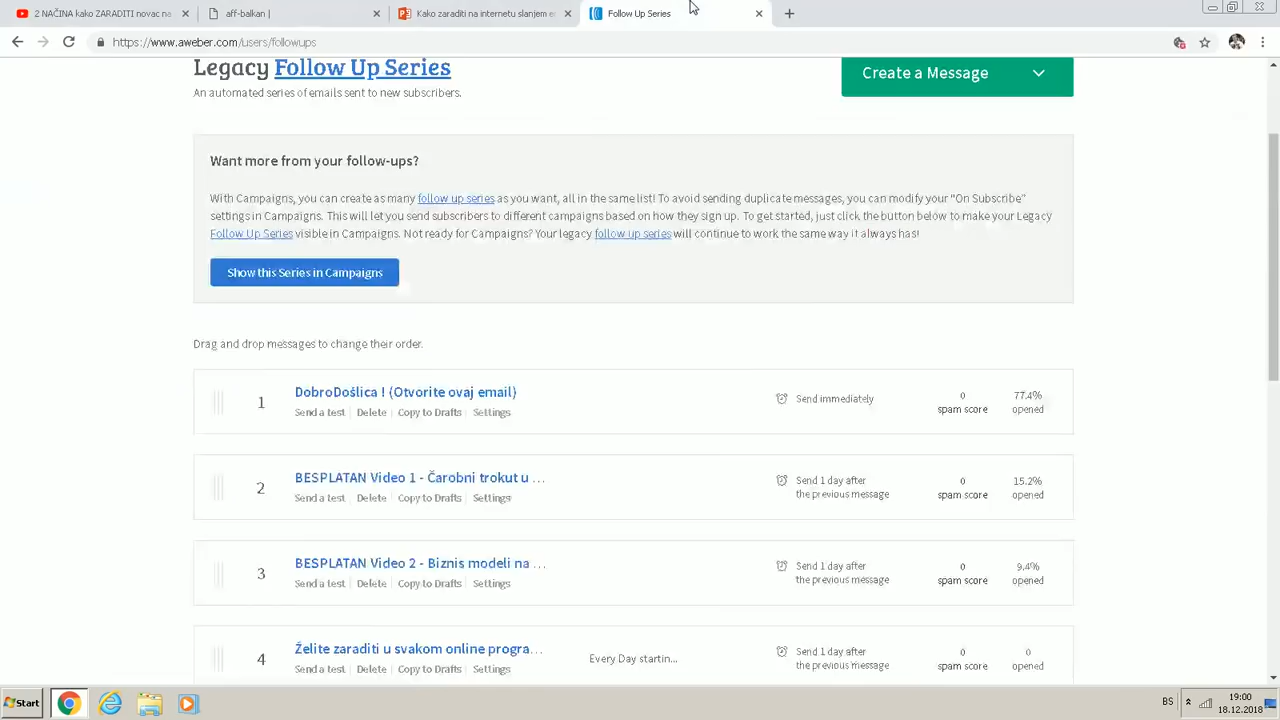 2 NAČINA kako ZARADITI novac na
aff-balkan |
Kako zaraditi na internetu slanjem e
Follow Up Series
https://www.aweber.com/users/followups
Legacy Follow Up Series
An automated series of emails sent to new subscribers.
Create a Message
Want more from your follow-ups?
With Campaigns, you can create as many follow up series as you want, all in the same list! To avoid sending duplicate messages, you can modify your "On Subscribe"
settings in Campaigns. This will let you send subscribers to different campaigns based on how they sign up. To get started, just click the button below to make your Legacy
Follow Up Series visible in Campaigns. Not ready for Campaigns? Your legacy follow up series will continue to work the same way it always has!
Show this Series in Campaigns
Drag and drop messages to change their order.
1
DobroDošlica ! (Otvorite ovaj email)
Send a test | Delete | Copy to Drafts | Settings
Send immediately
0
spam score
77.4%
opened
2
BESPLATAN Video 1 - Čarobni trokut u ...
Send a test | Delete | Copy to Drafts | Settings
Send 1 day after
the previous message
0
spam score
15.2%
opened
3
BESPLATAN Video 2 - Biznis modeli na ...
Send a test | Delete | Copy to Drafts | Settings
Send 1 day after
the previous message
0
spam score
9.4%
opened
4
Želite zaraditi u svakom online progra...
Send a test | Delete | Copy to Drafts | Settings
Every Day startin...
Send 1 day after
the previous message
0
spam score
0
opened
Start
BS
19:00
18.12.2018